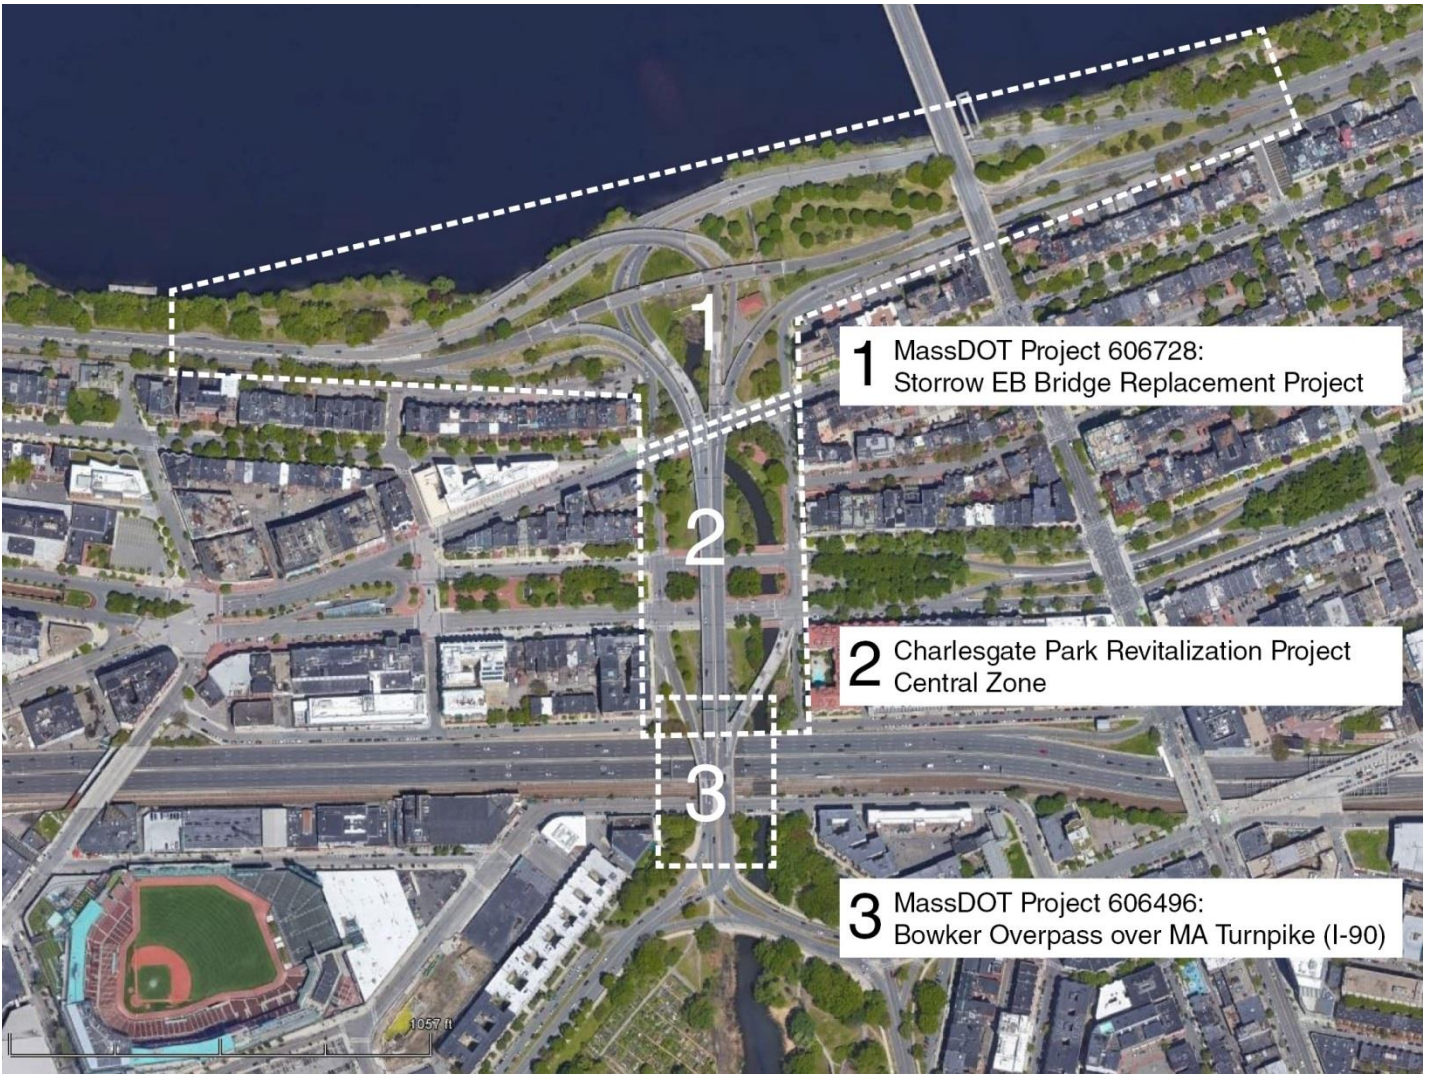 1
1 MassDOT Project 606728:
Storrow EB Bridge Replacement Project
2
2 Charlesgate Park Revitalization Project
Central Zone
3
3 MassDOT Project 606496:
Bowker Overpass over MA Turnpike (I-90)
1057 ft